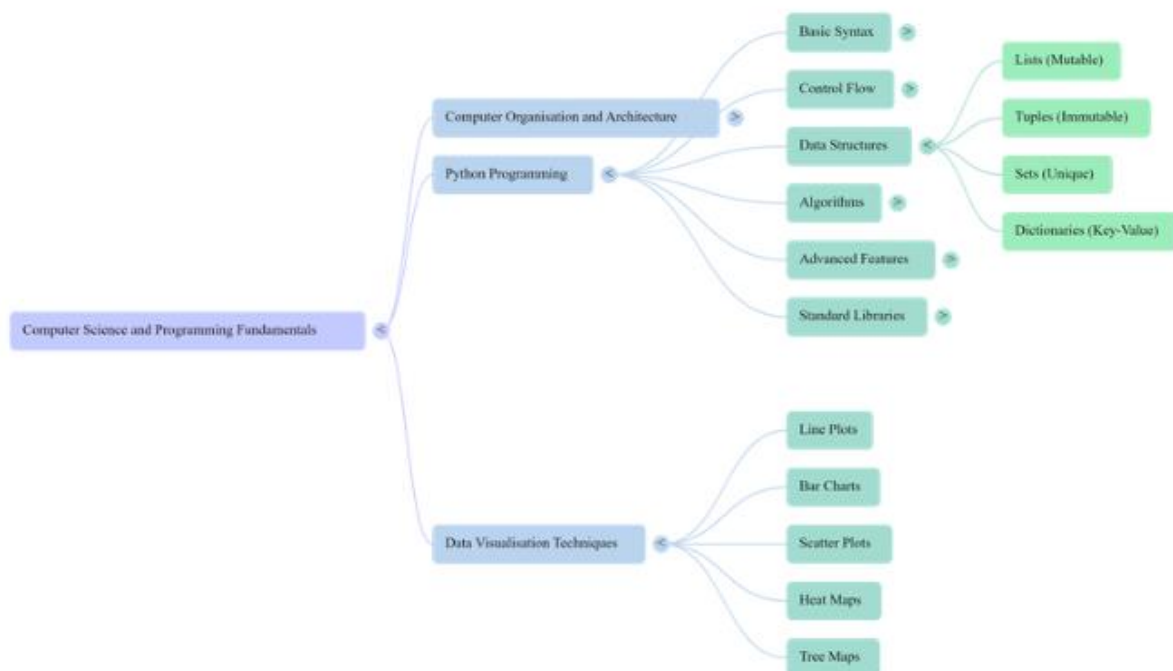 Computer Science and Programming Fundamentals
Computer Organisation and Architecture
Python Programming
Basic Syntax
Control Flow
Data Structures
Lists (Mutable)
Tuples (Immutable)
Sets (Unique)
Dictionaries (Key-Value)
Algorithms
Advanced Features
Standard Libraries
Data Visualisation Techniques
Line Plots
Bar Charts
Scatter Plots
Heat Maps
Tree Maps